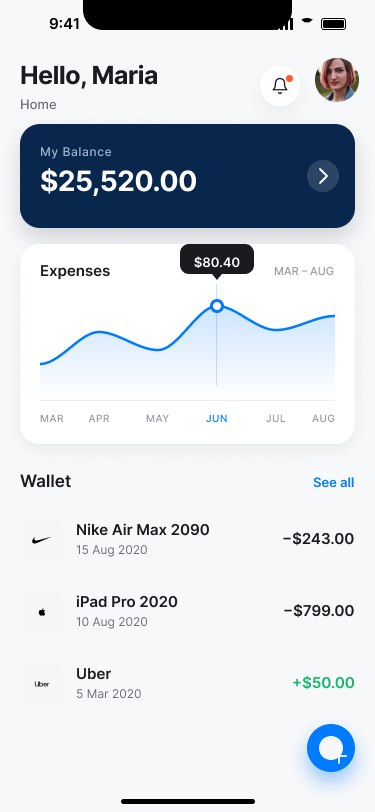 9:41
Hello, Maria
Home
My Balance
$25,520.00
$80.40
Expenses
MAR – AUG
MAR APR MAY JUN JUL AUG
Wallet
See all
Nike Air Max 2090
−$243.00
15 Aug 2020
iPad Pro 2020
−$799.00
10 Aug 2020
Uber
Uber
+$50.00
5 Mar 2020